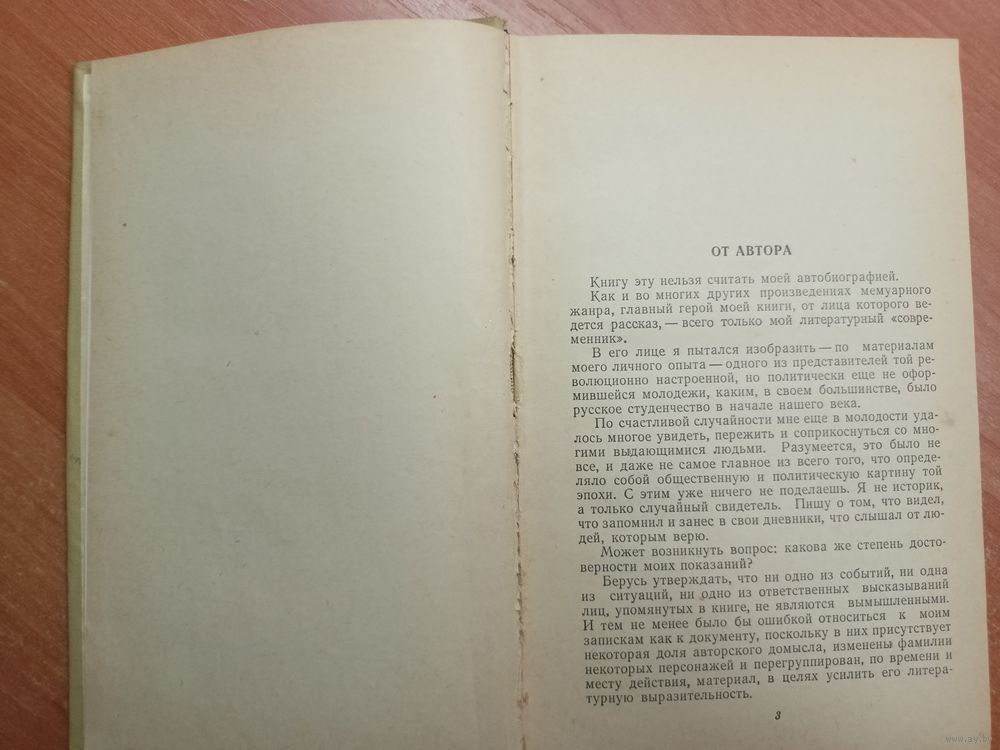 ОТ АВТОРА
Книгу эту нельзя считать моей автобиографией.
Как и во многих других произведениях мемуарного
жанра, главный герой моей книги, от лица которого ве-
дется рассказ, — всего только мой литературный «совре-
менник».
В его лице я пытался изобразить — по материалам
моего личного опыта — одного из представителей той ре-
волюционно настроенной, но политически еще не офор-
мившейся молодежи, каким, в своем большинстве, было
русское студенчество в начале нашего века.
По счастливой случайности мне еще в молодости уда-
лось многое увидеть, пережить и соприкоснуться со мно-
гими выдающимися людьми. Разумеется, это было не
все, и даже не самое главное из всего того, что опреде-
ляло собой общественную и политическую картину той
эпохи. С этим уже ничего не поделаешь. Я не историк,
а только случайный свидетель. Пишу о том, что видел,
что запомнил и занес в свои дневники, что слышал от лю-
дей, которым верю.
Может возникнуть вопрос: какова же степень досто-
верности моих показаний?
Берусь утверждать, что ни одно из событий, ни одна
из ситуаций, ни одно из ответственных высказываний
лиц, упомянутых в книге, не являются вымышленными.
И тем не менее было бы ошибкой относиться к моим
запискам как к документу, поскольку в них присутствует
некоторая доля авторского домысла, изменены фамилии
некоторых персонажей и перегруппирован, по времени и
месту действия, материал, в целях усилить его литера-
турную выразительность.
3
www.ay.by